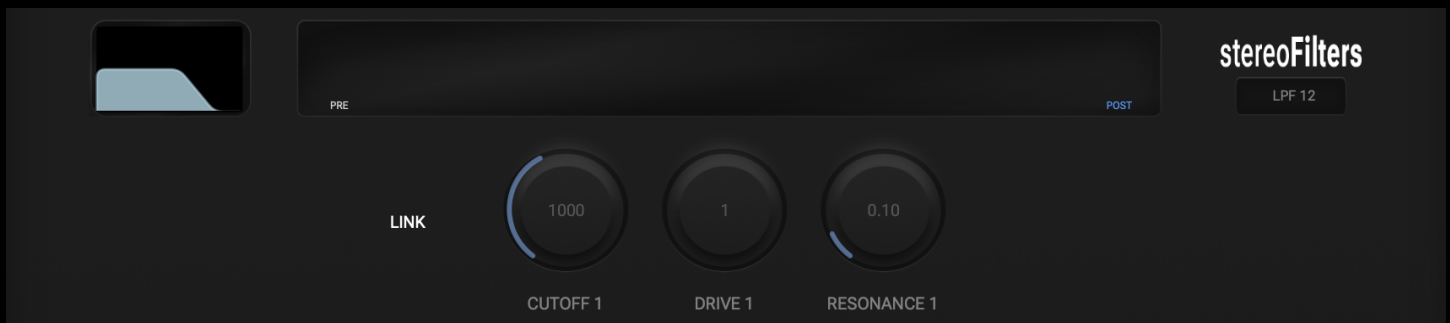 stereoFilters
LPF 12
PRE
POST
LINK
1000
1
0.10
CUTOFF 1
DRIVE 1
RESONANCE 1